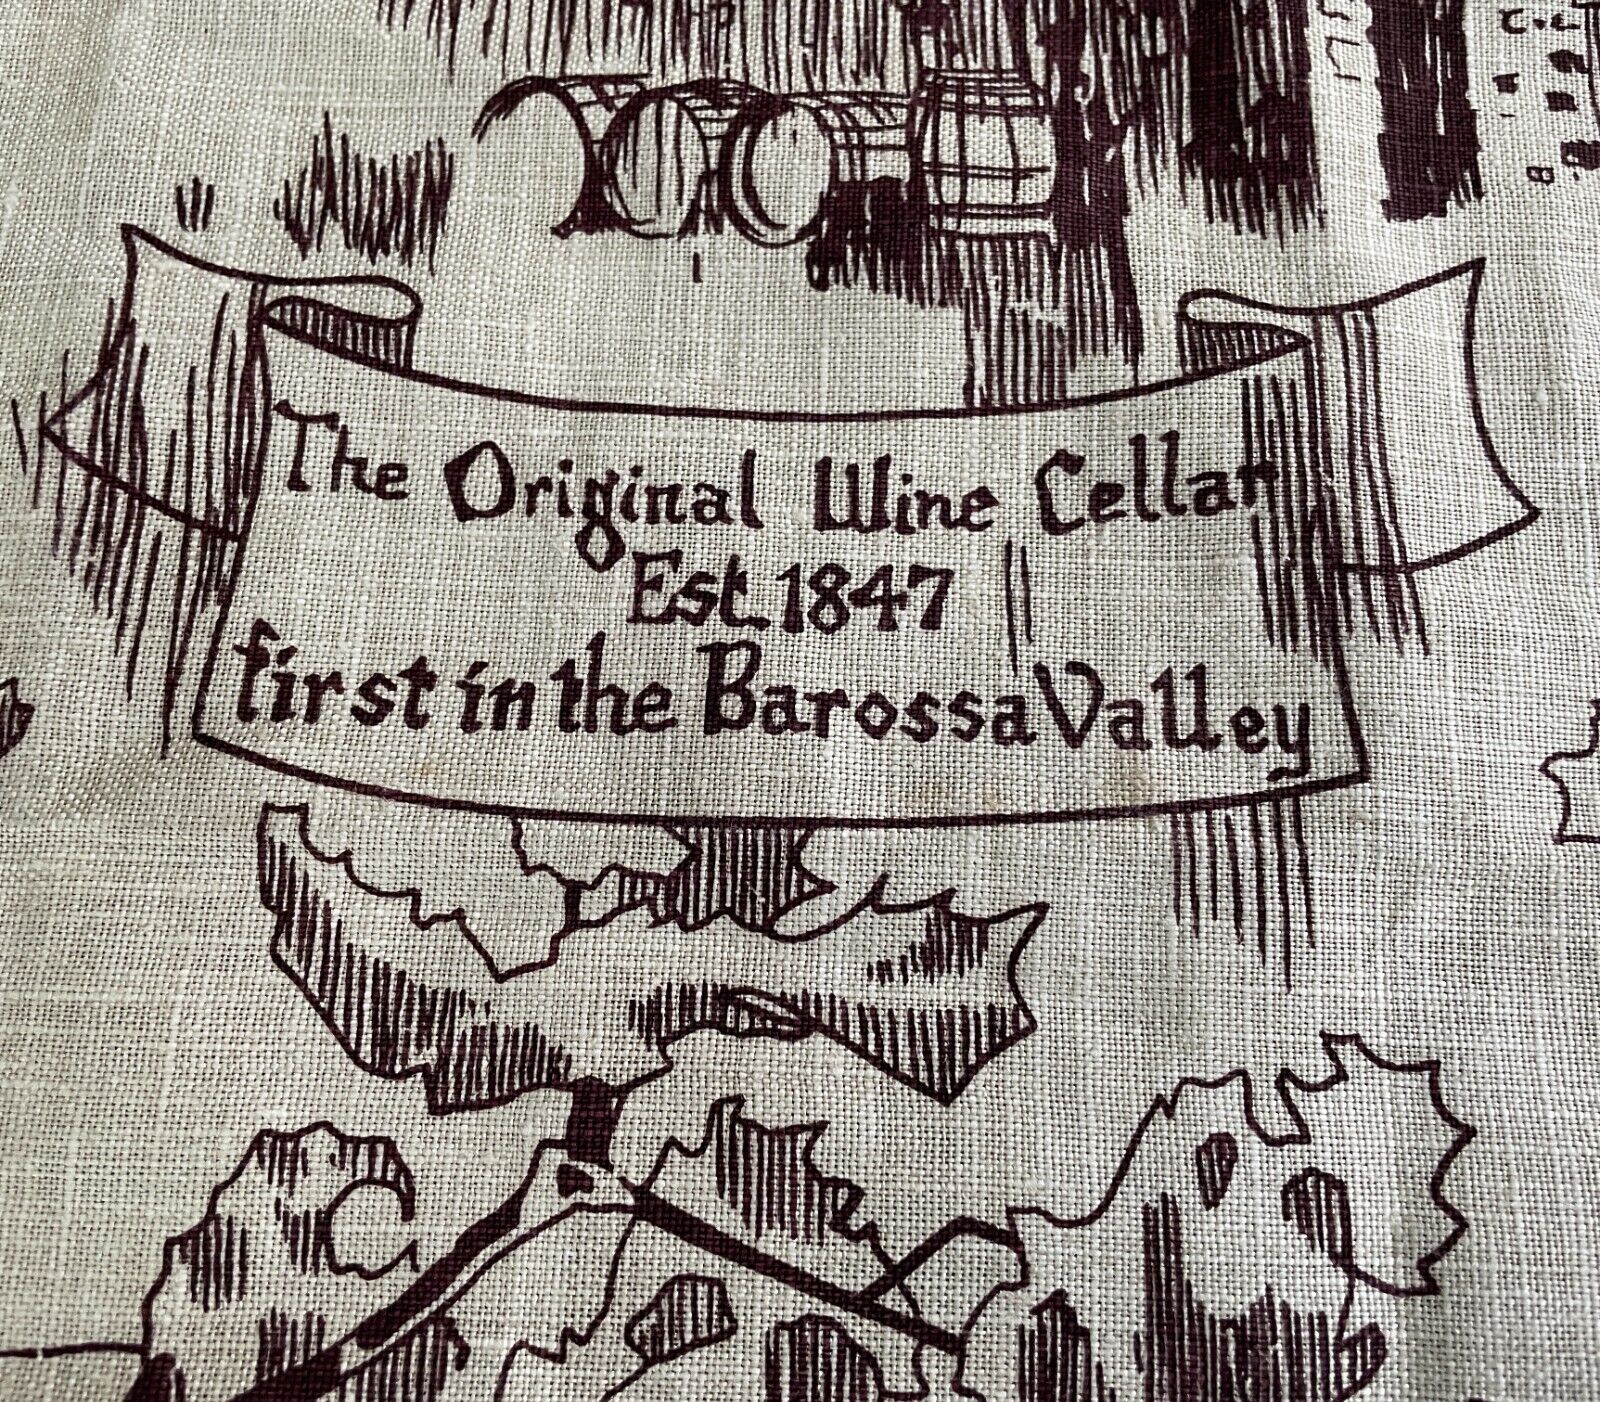 The Original Wine Cellar
Est. 1847
first in the Barossa Valley